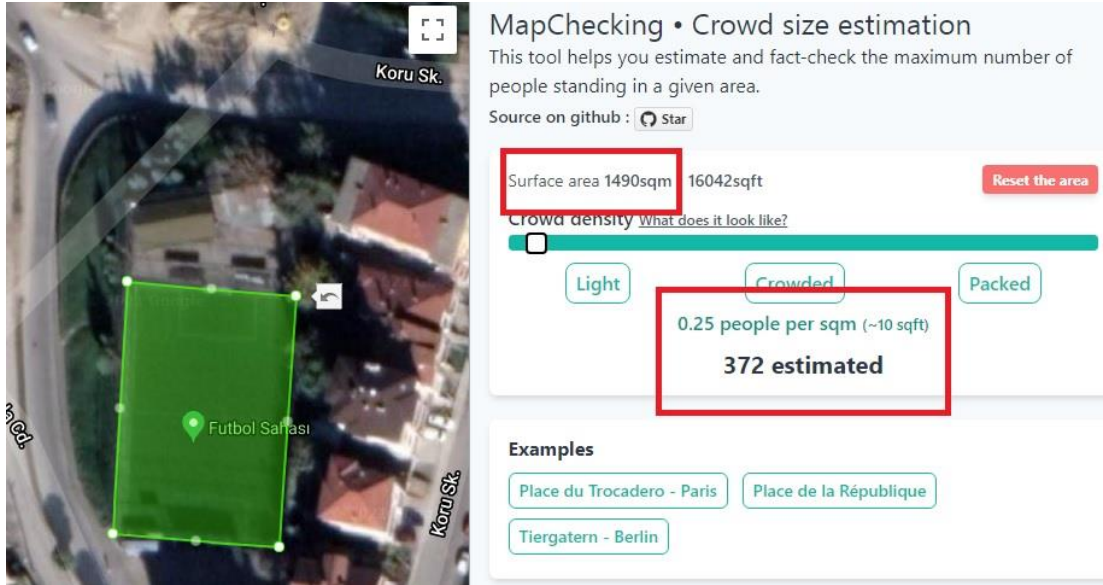 Koru Sk.
Futbol Sahası
Koru Sk.
Cd.
MapChecking • Crowd size estimation
This tool helps you estimate and fact-check the maximum number of
people standing in a given area.
Source on github : Star
Surface area 1490sqm 16042sqft
Reset the area
Crowd density What does it look like?
Light
Crowded
Packed
0.25 people per sqm (~10 sqft)
372 estimated
Examples
Place du Trocadero - Paris
Place de la République
Tiergatern - Berlin